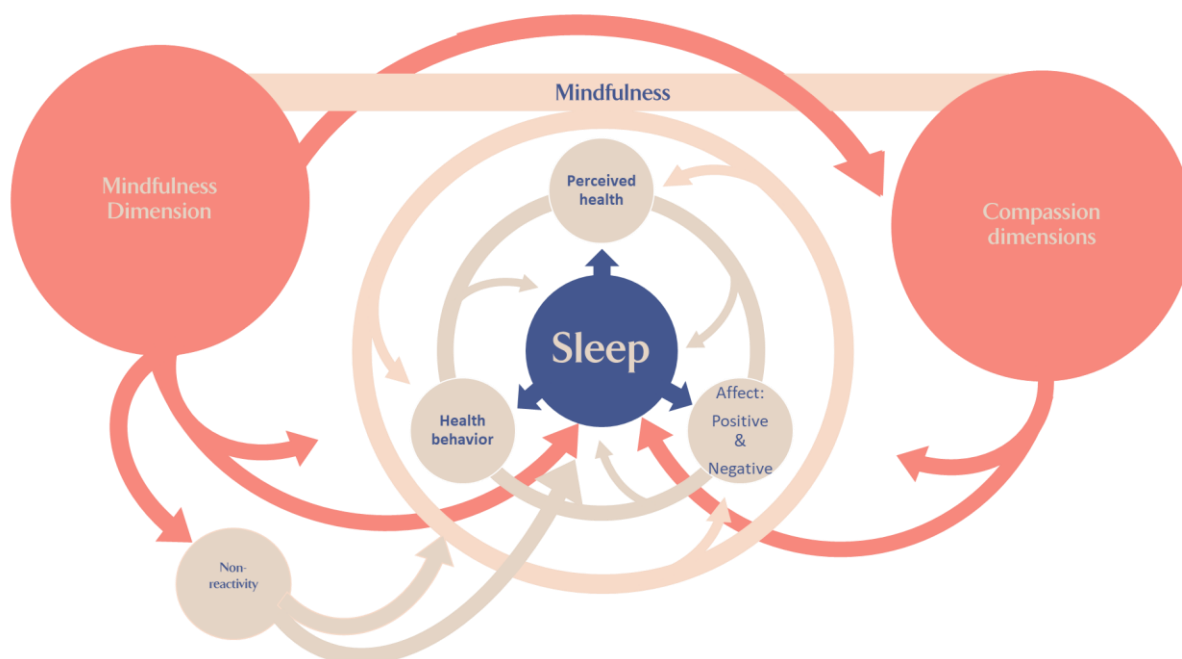 Mindfulness
Mindfulness
Dimension
Perceived
health
Compassion
dimensions
Sleep
Health
behavior
Affect:
Positive
&
Negative
Non-
reactivity